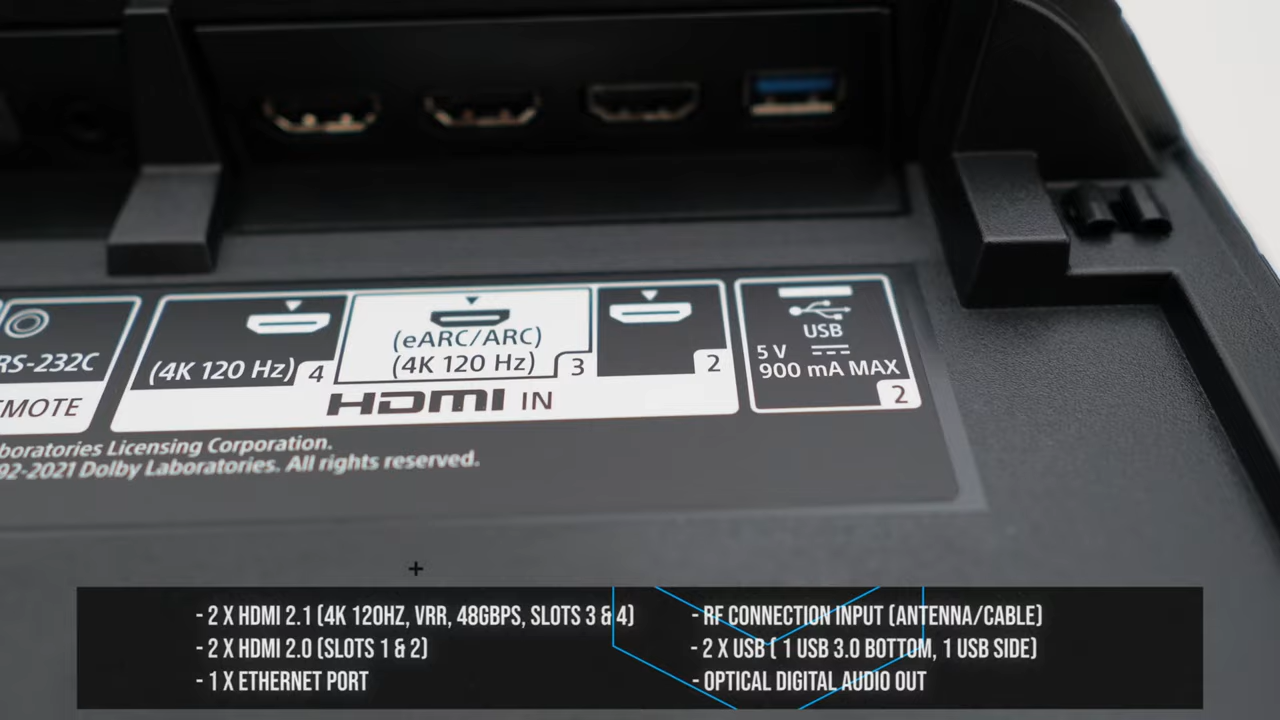 RS-232C
EMOTE
(4K 120 Hz) 4
(eARC/ARC)
(4K 120 Hz) 3
2
HDMI IN
USB
5 V
900 mA MAX
2
boratories Licensing Corporation.
92-2021 Dolby Laboratories. All rights reserved.
- 2 X HDMI 2.1 (4K 120HZ, VRR, 48GBPS, SLOTS 3 & 4)
- 2 X HDMI 2.0 (SLOTS 1 & 2)
- 1 X ETHERNET PORT
- RF CONNECTION INPUT (ANTENNA/CABLE)
- 2 X USB ( 1 USB 3.0 BOTTOM, 1 USB SIDE)
- OPTICAL DIGITAL AUDIO OUT